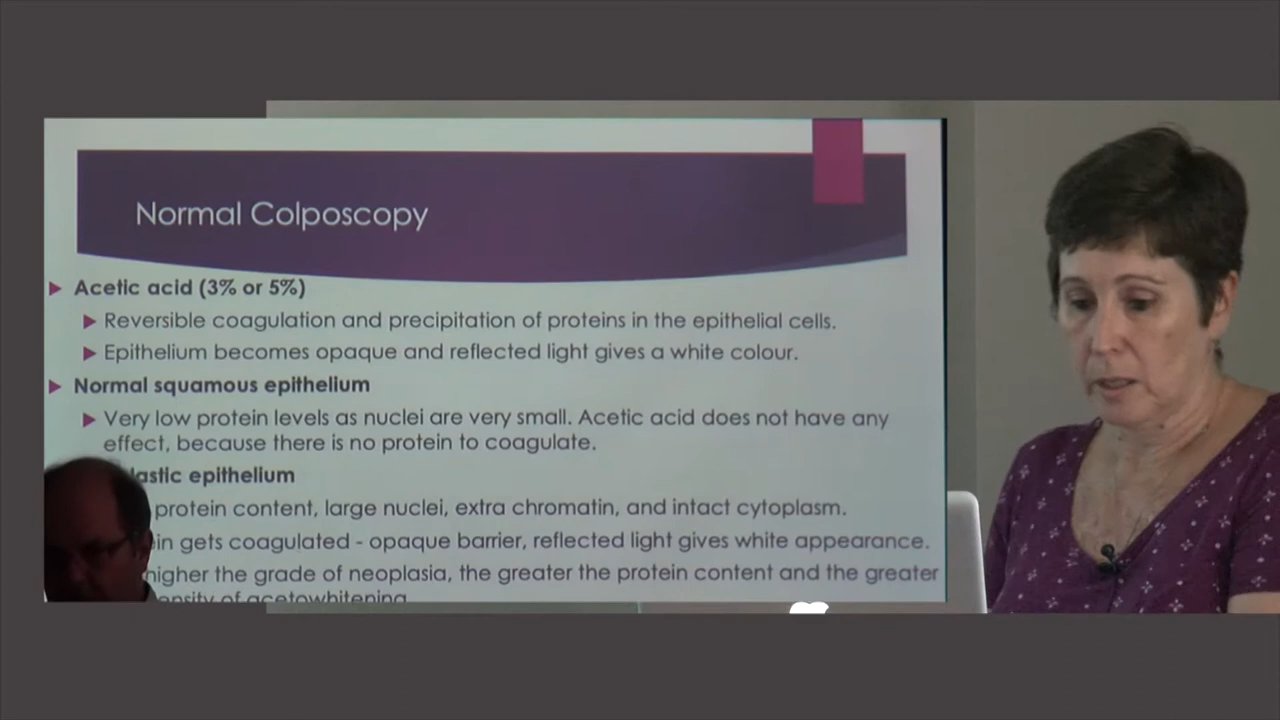 Normal Colposcopy
Acetic acid (3% or 5%)
Reversible coagulation and precipitation of proteins in the epithelial cells.
Epithelium becomes opaque and reflected light gives a white colour.
Normal squamous epithelium
Very low protein levels as nuclei are very small. Acetic acid does not have any
effect, because there is no protein to coagulate.
epithelium
protein content, large nuclei, extra chromatin, and intact cytoplasm.
gets coagulated - opaque barrier, reflected light gives white appearance.
higher the grade of neoplasia, the greater the protein content and the greater
of acetowhitening